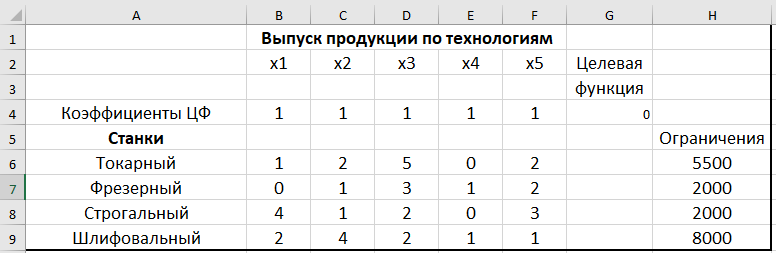 A B C D E F G H
1 Выпуск продукции по технологиям
2 x1 x2 x3 x4 x5 Целевая
3 функция
4 Коэффициенты ЦФ 1 1 1 1 1 0
5 Станки Ограничения
6 Токарный 1 2 5 0 2 5500
7 Фрезерный 0 1 3 1 2 2000
8 Строгальный 4 1 2 0 3 2000
9 Шлифовальный 2 4 2 1 1 8000